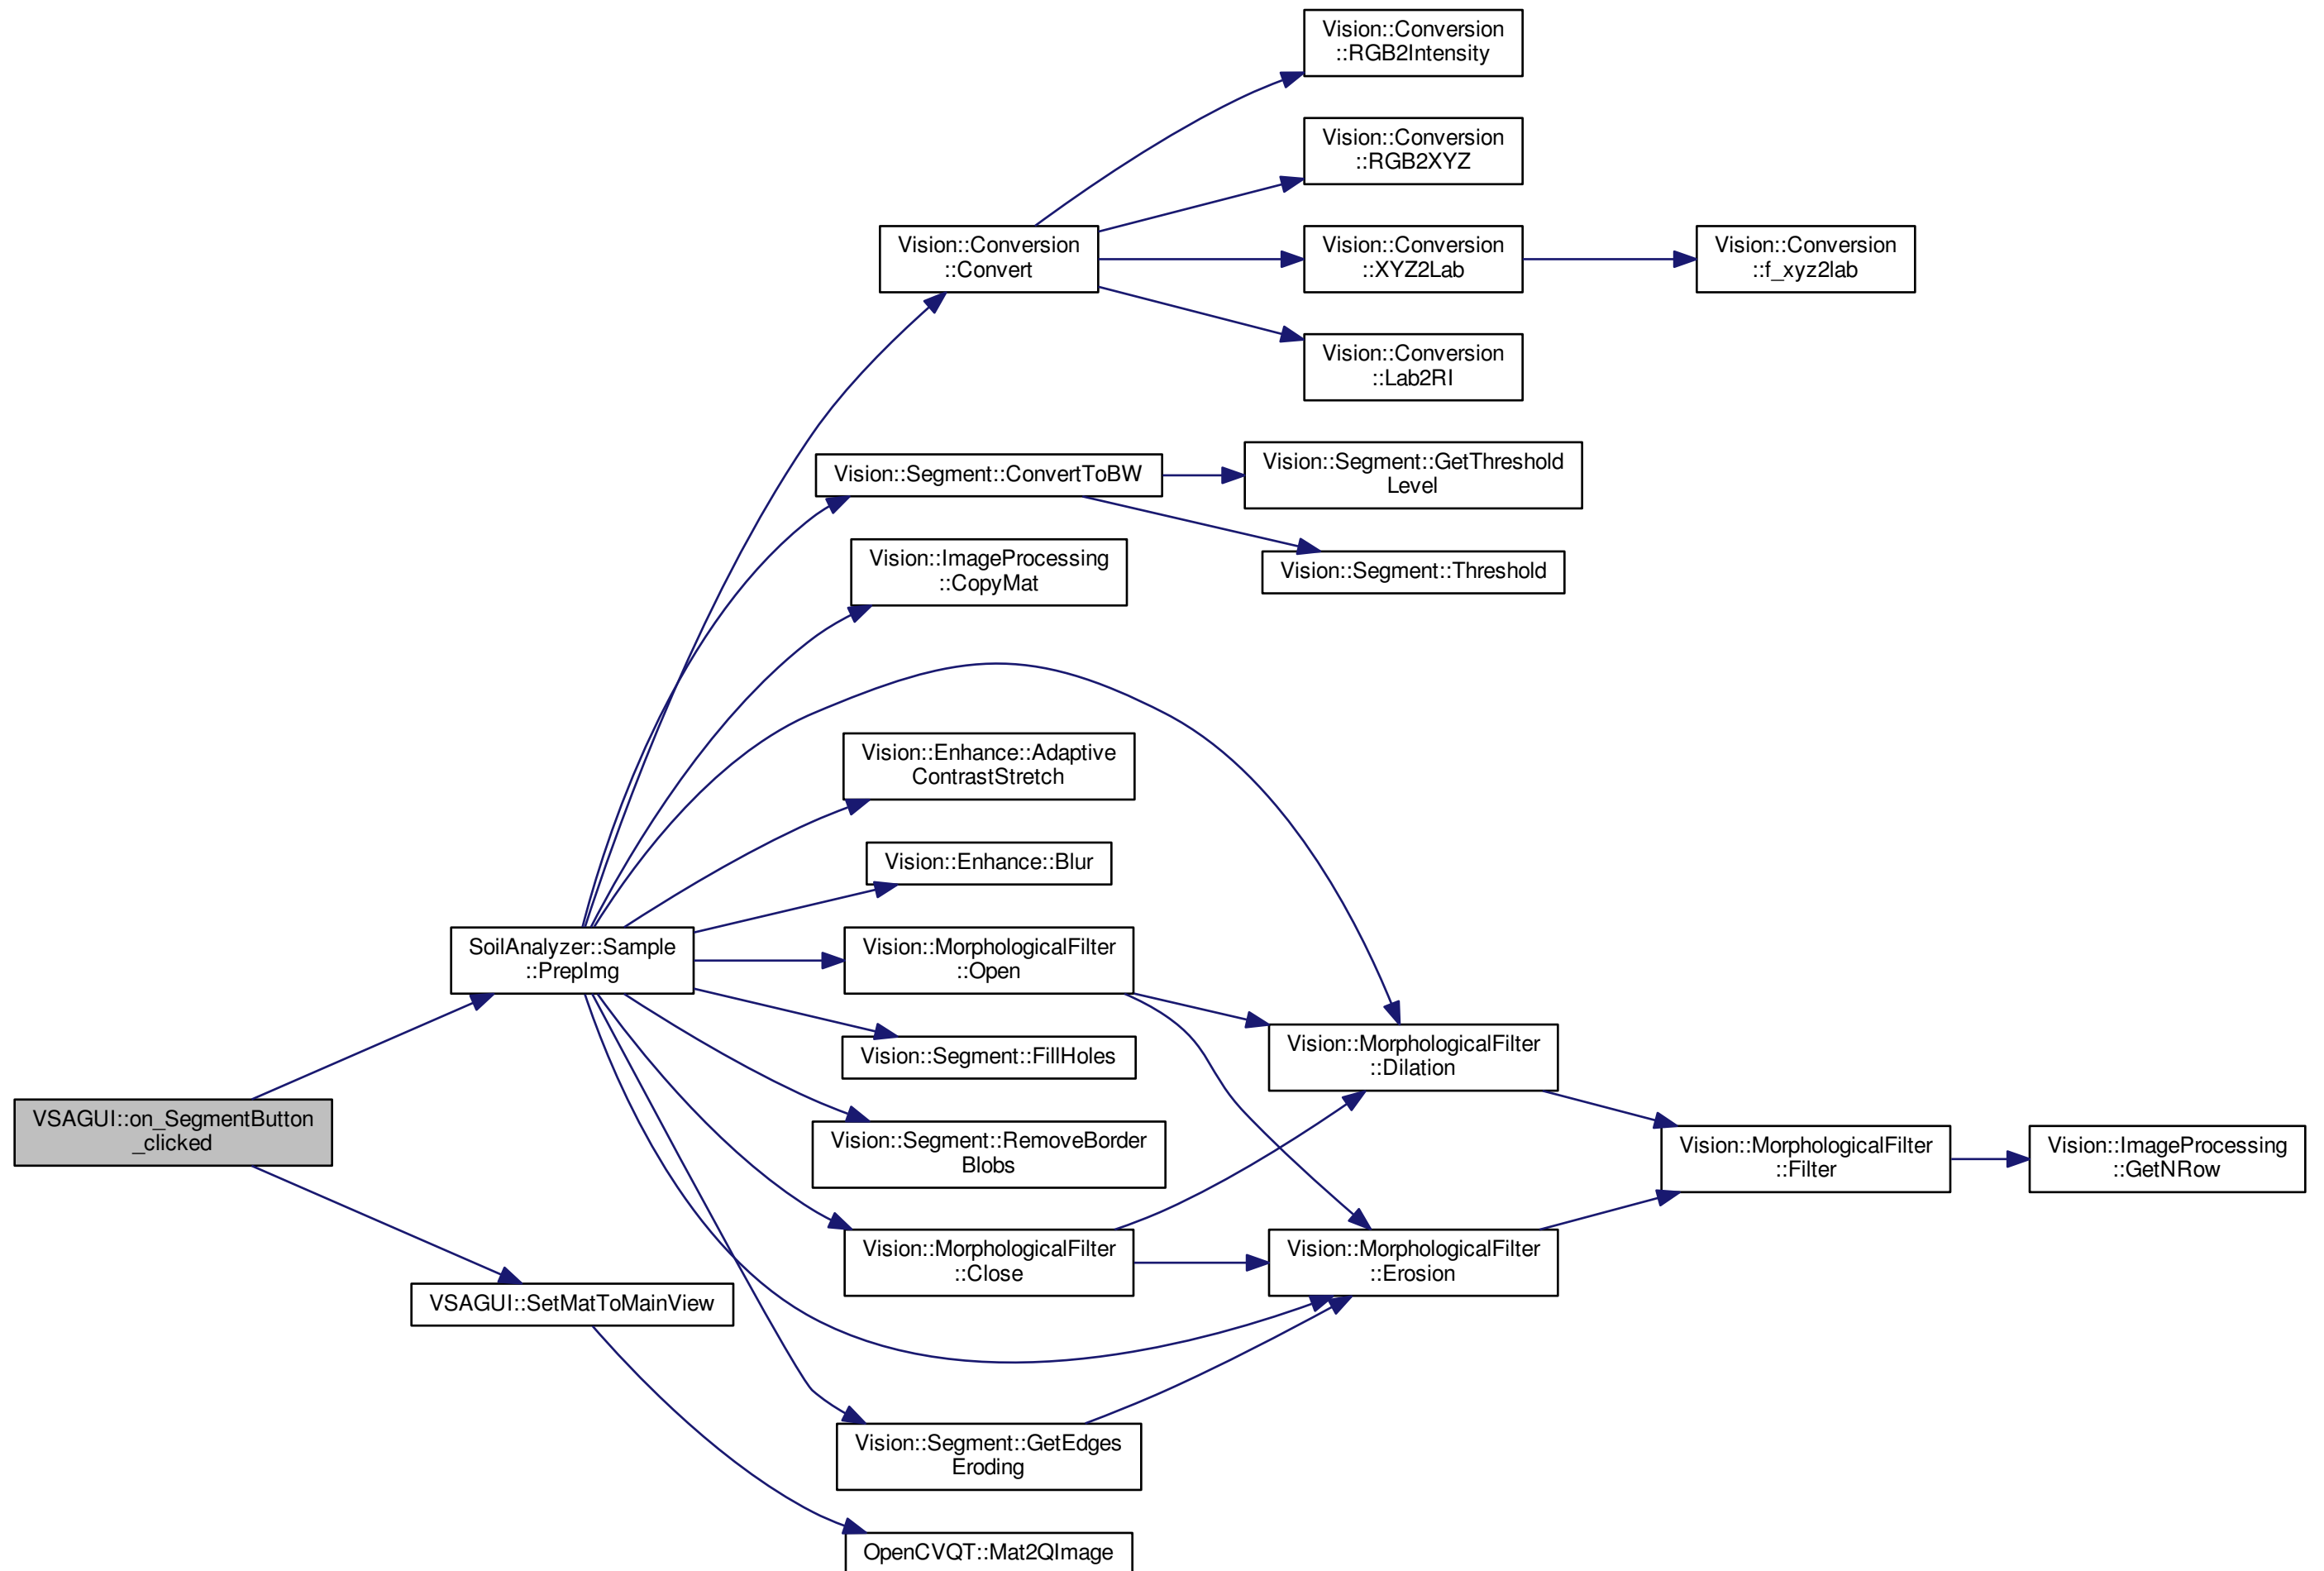 Vision::Conversion
::RGB2Intensity
Vision::Conversion
::RGB2XYZ
Vision::Conversion
::Convert
Vision::Conversion
::XYZ2Lab
Vision::Conversion
::f_xyz2lab
Vision::Conversion
::Lab2RI
Vision::Segment::ConvertToBW
Vision::Segment::GetThreshold
Level
Vision::ImageProcessing
::CopyMat
Vision::Segment::Threshold
Vision::Enhance::Adaptive
ContrastStretch
Vision::Enhance::Blur
SoilAnalyzer::Sample
::PrepImg
Vision::MorphologicalFilter
::Open
Vision::Segment::FillHoles
Vision::MorphologicalFilter
::Dilation
VSAGUI::on_SegmentButton
_clicked
Vision::Segment::RemoveBorder
Blobs
Vision::MorphologicalFilter
::Filter
Vision::ImageProcessing
::GetNRow
Vision::MorphologicalFilter
::Close
Vision::MorphologicalFilter
::Erosion
VSAGUI::SetMatToMainView
Vision::Segment::GetEdges
Eroding
OpenCVQT::Mat2QImage